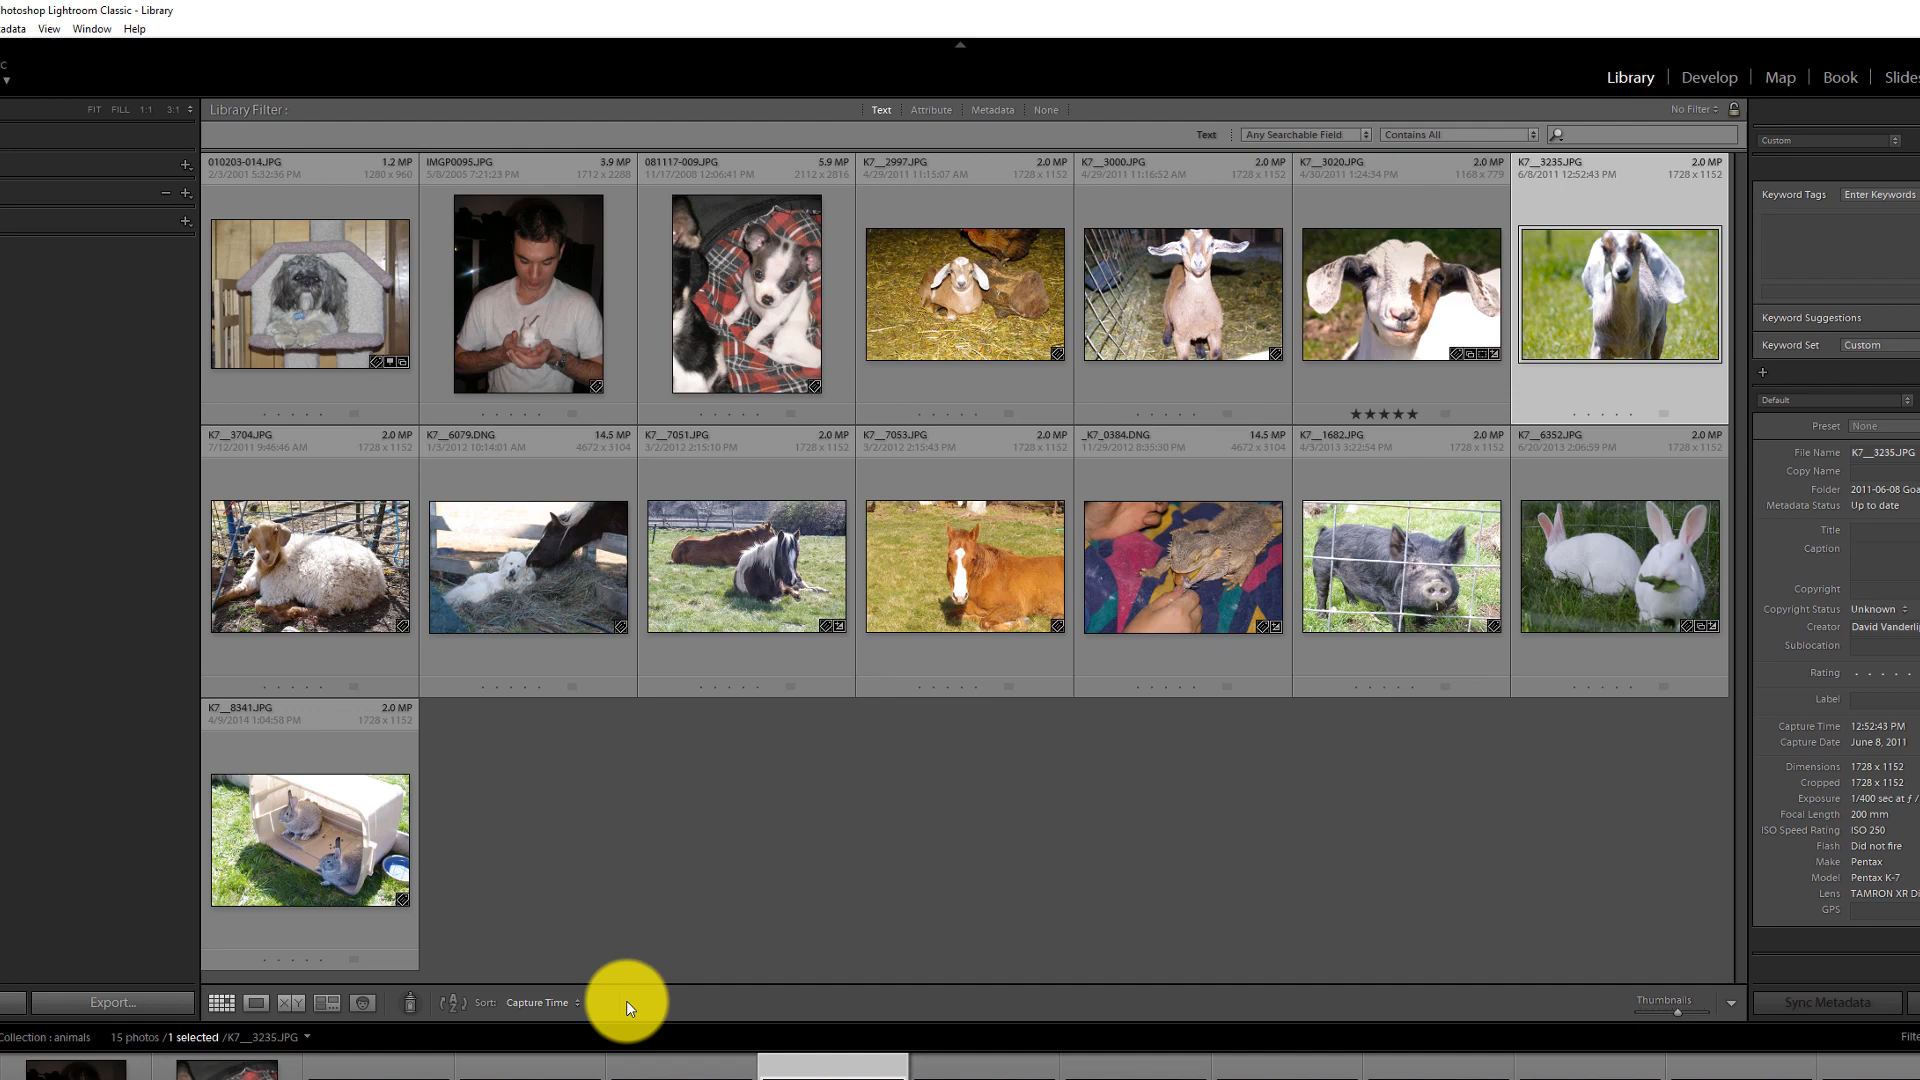 hotoshop Lightroom Classic - Library
adata View Window Help
C
Library | Develop | Map | Book | Slides
FIT FILL 1:1 3:1
Library Filter :
Text Attribute Metadata None
No Filter
Text Any Searchable Field Contains All
010203-014.JPG 1.2 MP
2/3/2001 5:32:36 PM 1280 x 960
IMGP0095.JPG 3.9 MP
5/8/2005 7:21:23 PM 1712 x 2288
081117-009.JPG 5.9 MP
11/17/2008 12:06:41 PM 2112 x 2816
K7__2997.JPG 2.0 MP
4/29/2011 11:15:07 AM 1728 x 1152
K7__3000.JPG 2.0 MP
4/29/2011 11:16:52 AM 1728 x 1152
K7__3020.JPG 2.0 MP
4/30/2011 1:24:34 PM 1168 x 779
K7__3235.JPG 2.0 MP
6/8/2011 12:52:43 PM 1728 x 1152
★★★★★
K7__3704.JPG 2.0 MP
7/12/2011 9:46:46 AM 1728 x 1152
K7__6079.DNG 14.5 MP
1/3/2012 10:14:01 AM 4672 x 3104
K7__7051.JPG 2.0 MP
3/2/2012 2:15:10 PM 1728 x 1152
K7__7053.JPG 2.0 MP
3/2/2012 2:15:43 PM 1728 x 1152
_K7_0384.DNG 14.5 MP
11/29/2012 8:35:30 PM 4672 x 3104
K7__1682.JPG 2.0 MP
4/3/2013 3:22:54 PM 1728 x 1152
K7__6352.JPG 2.0 MP
6/20/2013 2:06:59 PM 1728 x 1152
K7__8341.JPG 2.0 MP
4/9/2014 1:04:58 PM 1728 x 1152
Custom
Keyword Tags Enter Keywords
Keyword Suggestions
Keyword Set Custom
+
Default
Preset None
File Name K7__3235.JPG
Copy Name
Folder 2011-06-08 Goa
Metadata Status Up to date
Title
Caption
Copyright
Copyright Status Unknown
Creator David Vanderli
Sublocation
Rating . . . . .
Label
Capture Time 12:52:43 PM
Capture Date June 8, 2011
Dimensions 1728 x 1152
Cropped 1728 x 1152
Exposure 1/400 sec at ƒ /
Focal Length 200 mm
ISO Speed Rating ISO 250
Flash Did not fire
Make Pentax
Model Pentax K-7
Lens TAMRON XR Di
GPS
Export...
XY
Sort: Capture Time
Thumbnails
Sync Metadata
Collection : animals 15 photos / 1 selected / K7__3235.JPG
Filte